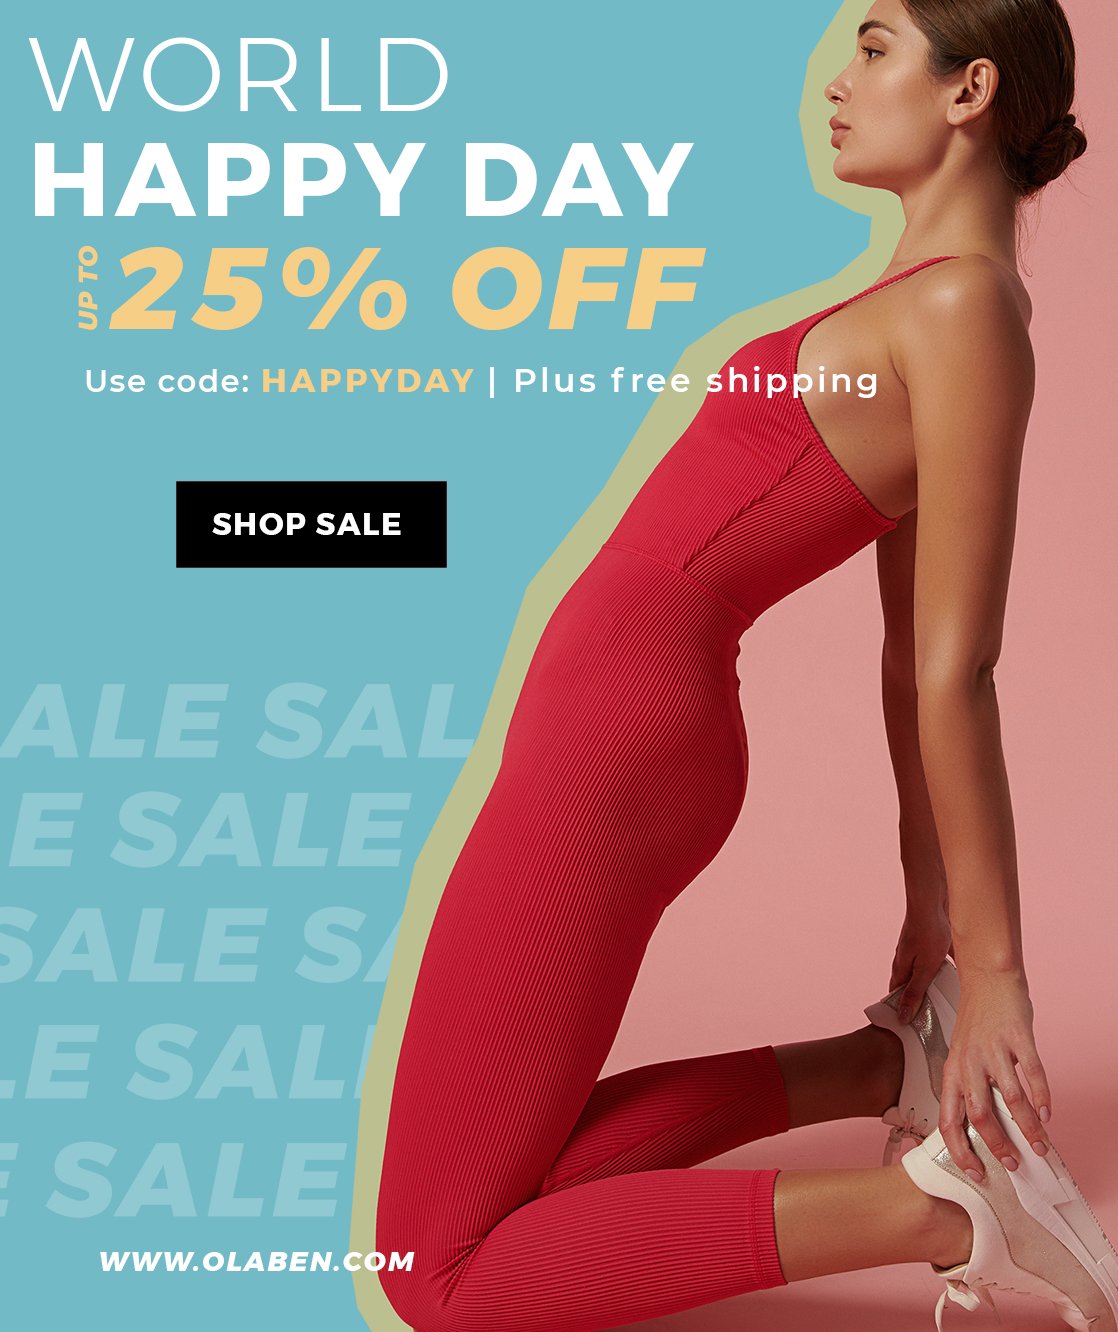 WORLD
HAPPY DAY
UP TO 25% OFF
Use code: HAPPYDAY | Plus free shipping
SHOP SALE
ALE SAL
E SALE
SALE SA
LE SAL
E SALE
WWW.OLABEN.COM